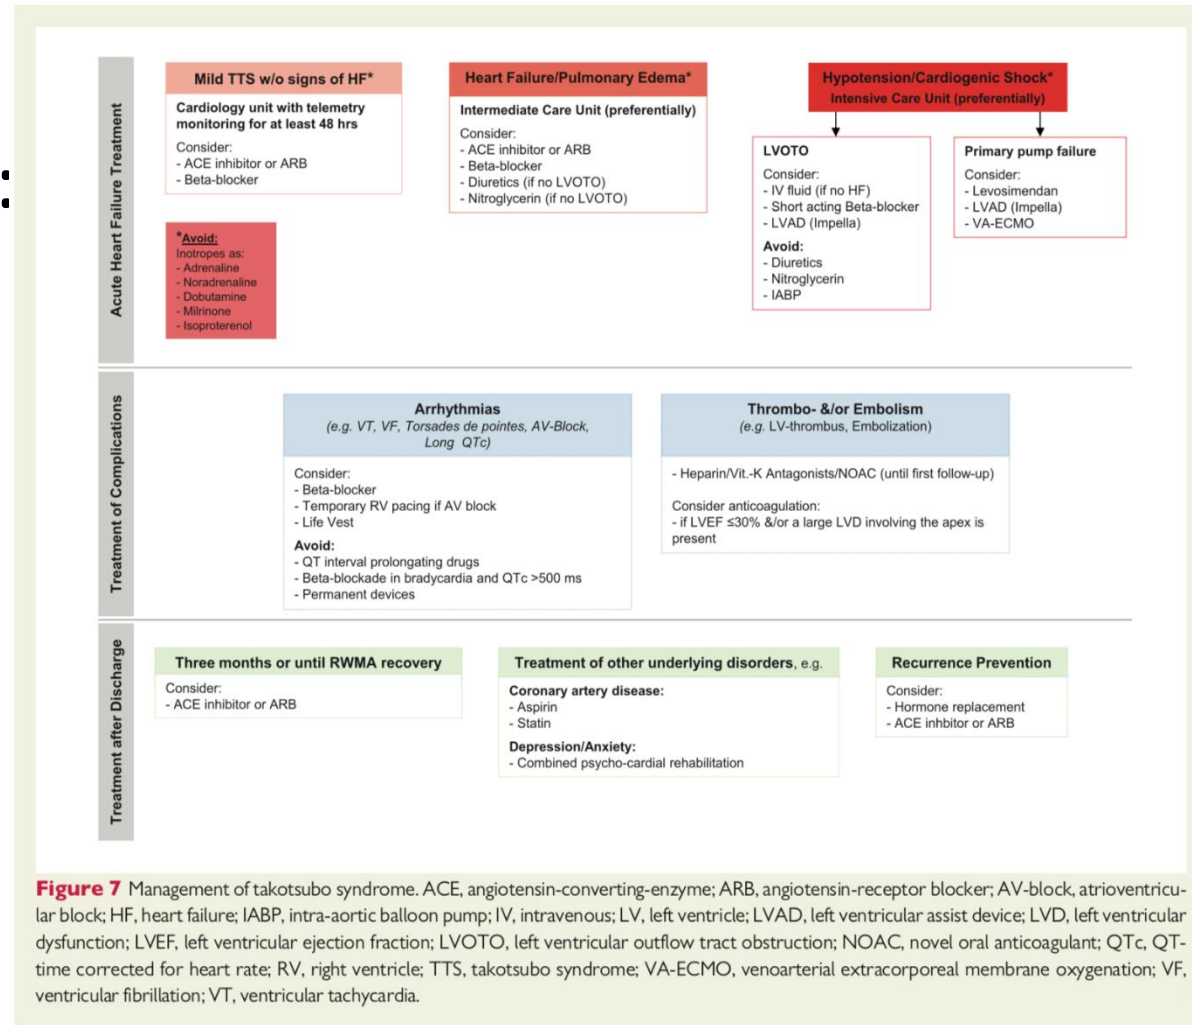 Acute Heart Failure Treatment
Mild TTS w/o signs of HF*
Cardiology unit with telemetry
monitoring for at least 48 hrs
Consider:
- ACE inhibitor or ARB
- Beta-blocker
*Avoid:
Inotropes as:
- Adrenaline
- Noradrenaline
- Dobutamine
- Milrinone
- Isoproterenol
Heart Failure/Pulmonary Edema*
Intermediate Care Unit (preferentially)
Consider:
- ACE inhibitor or ARB
- Beta-blocker
- Diuretics (if no LVOTO)
- Nitroglycerin (if no LVOTO)
Hypotension/Cardiogenic Shock*
Intensive Care Unit (preferentially)
LVOTO
Consider:
- IV fluid (if no HF)
- Short acting Beta-blocker
- LVAD (Impella)
Avoid:
- Diuretics
- Nitroglycerin
- IABP
Primary pump failure
Consider:
- Levosimendan
- LVAD (Impella)
- VA-ECMO
Treatment of Complications
Arrhythmias
(e.g. VT, VF, Torsades de pointes, AV-Block,
Long QTc)
Consider:
- Beta-blocker
- Temporary RV pacing if AV block
- Life Vest
Avoid:
- QT interval prolongating drugs
- Beta-blockade in bradycardia and QTc >500 ms
- Permanent devices
Thrombo- &/or Embolism
(e.g. LV-thrombus, Embolization)
- Heparin/Vit.-K Antagonists/NOAC (until first follow-up)
Consider anticoagulation:
- if LVEF ≤30% &/or a large LVD involving the apex is
present
Treatment after Discharge
Three months or until RWMA recovery
Consider:
- ACE inhibitor or ARB
Treatment of other underlying disorders, e.g.
Coronary artery disease:
- Aspirin
- Statin
Depression/Anxiety:
- Combined psycho-cardial rehabilitation
Recurrence Prevention
Consider:
- Hormone replacement
- ACE inhbitor or ARB
Figure 7 Management of takotsubo syndrome. ACE, angiotensin-converting-enzyme; ARB, angiotensin-receptor blocker; AV-block, atrioventricu-
lar block; HF, heart failure; IABP, intra-aortic balloon pump; IV, intravenous; LV, left ventricle; LVAD, left ventricular assist device; LVD, left ventricular
dysfunction; LVEF, left ventricular ejection fraction; LVOTO, left ventricular outflow tract obstruction; NOAC, novel oral anticoagulant; QTc, QT-
time corrected for heart rate; RV, right ventricle; TTS, takotsubo syndrome; VA-ECMO, venoarterial extracorporeal membrane oxygenation; VF,
ventricular fibrillation; VT, ventricular tachycardia.